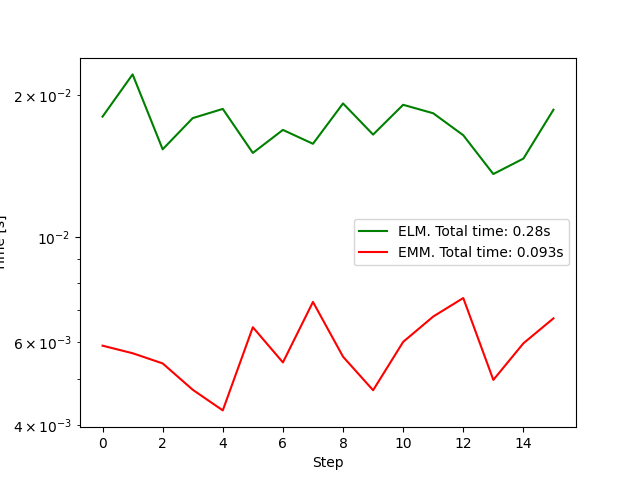 2 × 10⁻²
10⁻²
6 × 10⁻³
4 × 10⁻³
Time [s]
ELM. Total time: 0.28s
EMM. Total time: 0.093s
0 2 4 6 8 10 12 14
Step